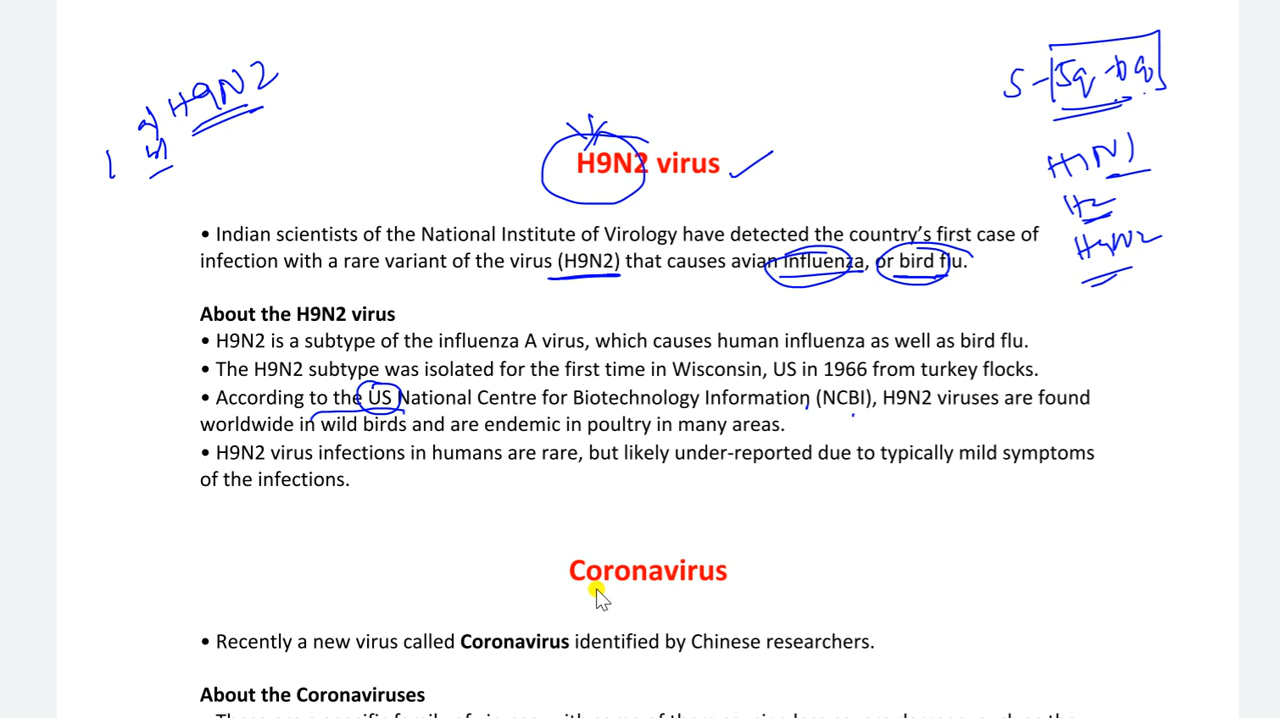 H9N2
a)
1
H9N2 virus
5 - 5q - 6q
H1N1
H2
H9N2
• Indian scientists of the National Institute of Virology have detected the country's first case of
infection with a rare variant of the virus (H9N2) that causes avian influenza, or bird flu.
About the H9N2 virus
• H9N2 is a subtype of the influenza A virus, which causes human influenza as well as bird flu.
• The H9N2 subtype was isolated for the first time in Wisconsin, US in 1966 from turkey flocks.
• According to the US National Centre for Biotechnology Information (NCBI), H9N2 viruses are found
worldwide in wild birds and are endemic in poultry in many areas.
• H9N2 virus infections in humans are rare, but likely under-reported due to typically mild symptoms
of the infections.
Coronavirus
• Recently a new virus called Coronavirus identified by Chinese researchers.
About the Coronaviruses